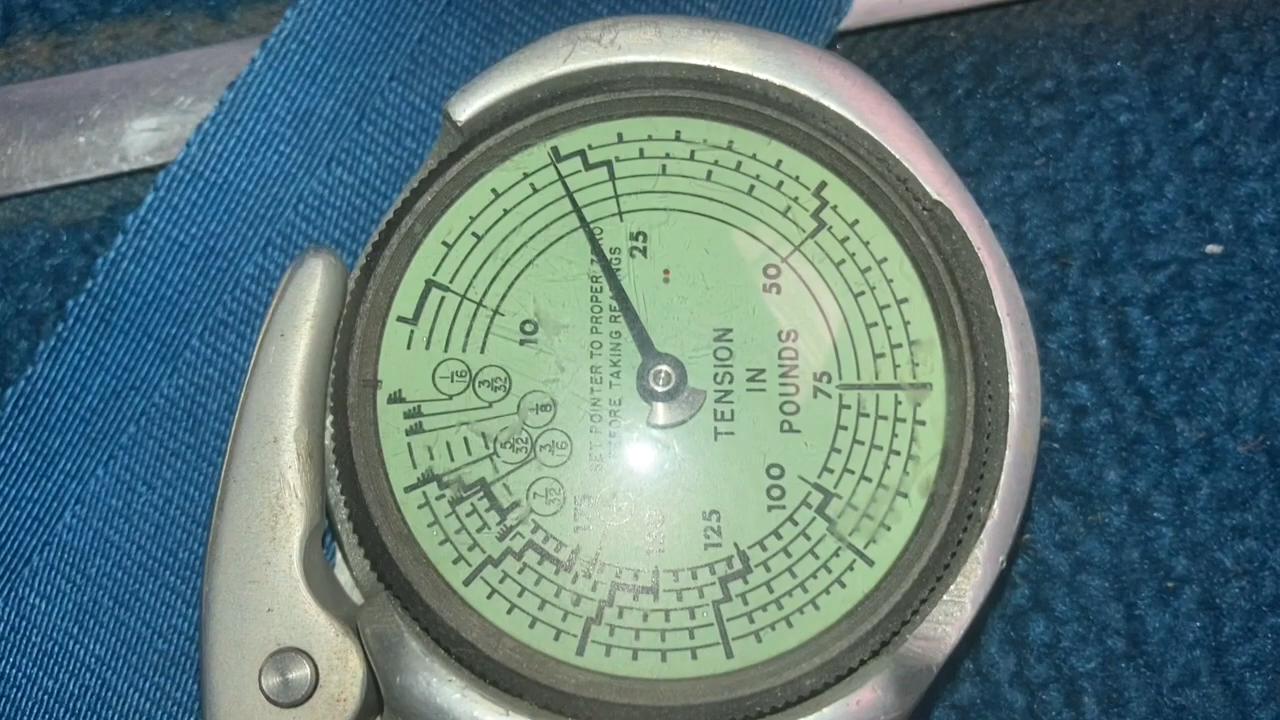 SET POINTER TO PROPER ZERO
BEFORE TAKING READINGS
TENSION
IN
POUNDS
10
25
50
75
100
125
1/16
3/32
1/8
5/32
3/16
7/32